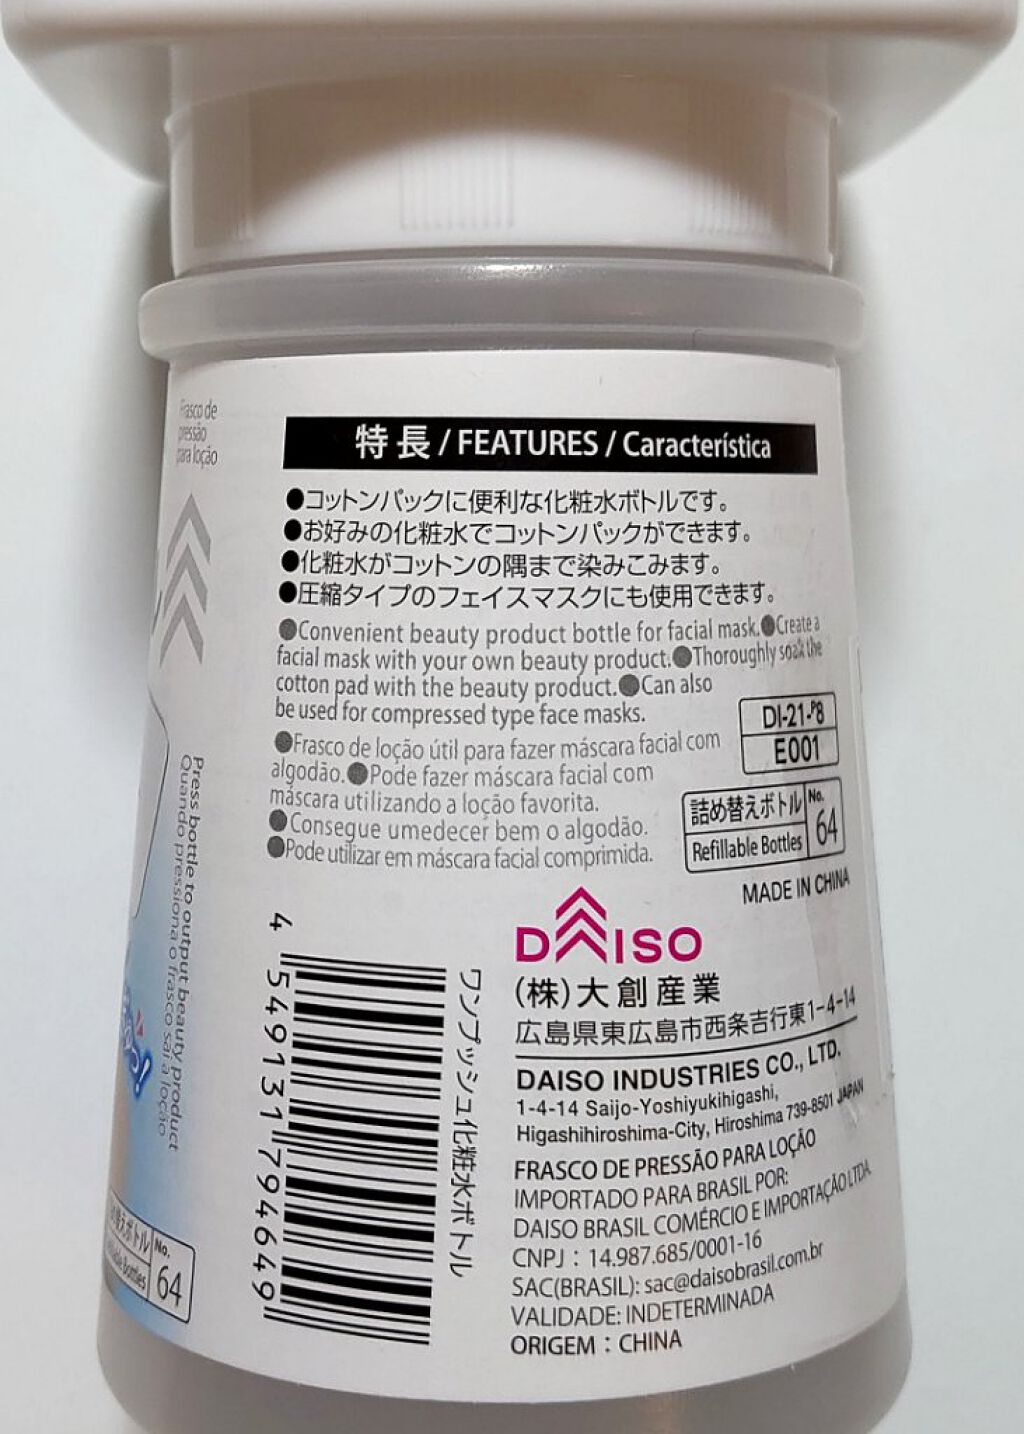 Frasco de
pressão
para loção
特長 / FEATURES / Característica
●コットンパックに便利な化粧水ボトルです。
●お好みの化粧水でコットンパックができます。
●化粧水がコットンの隅まで染みこみます。
●圧縮タイプのフェイスマスクにも使用できます。
●Convenient beauty product bottle for facial mask.●Create a
facial mask with your own beauty product.●Thoroughly soak the
cotton pad with the beauty product.●Can also
be used for compressed type face masks.
●Frasco de loção útil para fazer máscara facial com
algodão.●Pode fazer máscara facial com
máscara utilizando a loção favorita.
●Consegue umedecer bem o algodão.
●Pode utilizar em máscara facial comprimida.
DI-21-P8
E001
詰め替えボトル No.
Refillable Bottles 64
MADE IN CHINA
DAISO
(株)大創産業
広島県東広島市西条吉行東1-4-14
DAISO INDUSTRIES CO., LTD.
1-4-14 Saijo-Yoshiyukihigashi,
Higashihiroshima-City, Hiroshima 739-8501 JAPAN
FRASCO DE PRESSÃO PARA LOÇÃO
IMPORTADO PARA BRASIL POR:
DAISO BRASIL COMÉRCIO E IMPORTAÇÃO LTDA.
CNPJ : 14.987.685/0001-16
SAC(BRASIL): sac@daisobrasil.com.br
VALIDADE: INDETERMINADA
ORIGEM : CHINA
ワンプッシュ化粧水ボトル
4 549131 794649
Press bottle to output beauty product
Quando pressiona o frasco sai a loção
替えボトル No.
Bottles 64